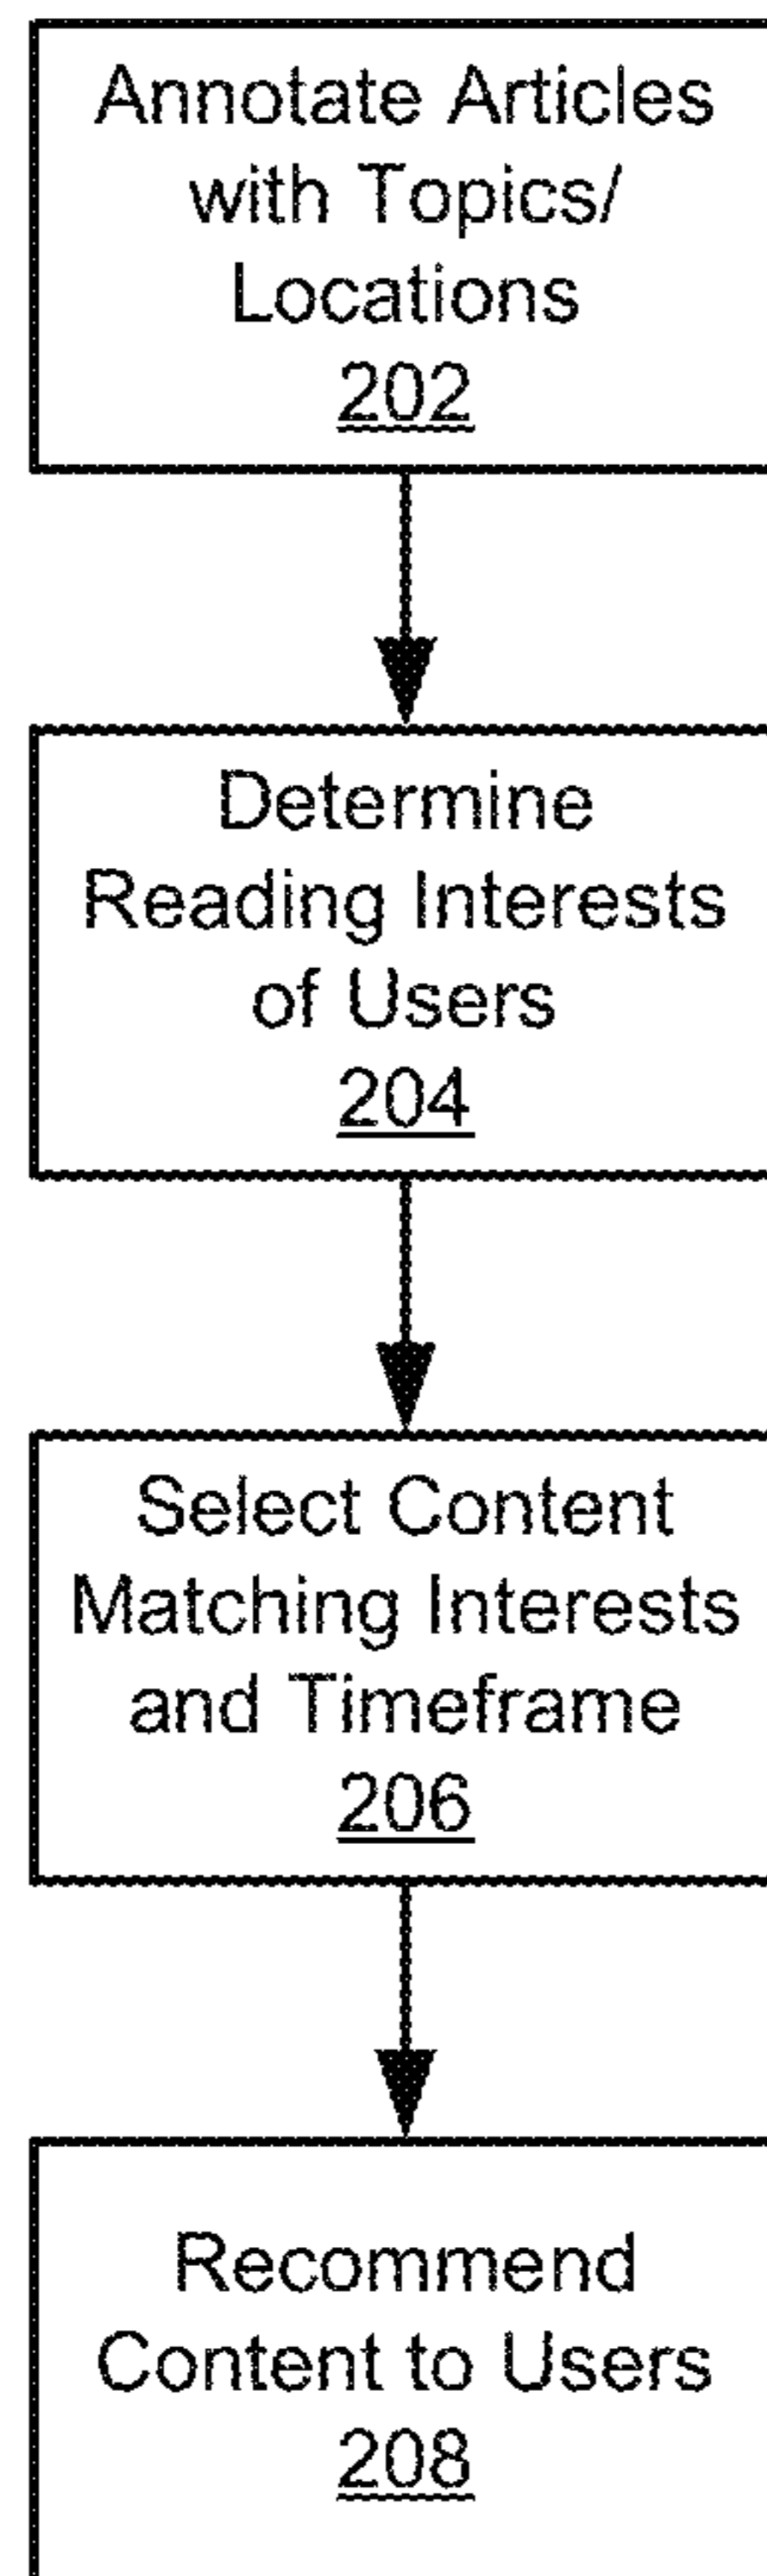 Annotate Articles
with Topics/
Locations
202
Determine
Reading Interests
of Users
204
Select Content
Matching Interests
and Timeframe
206
Recommend
Content to Users
208